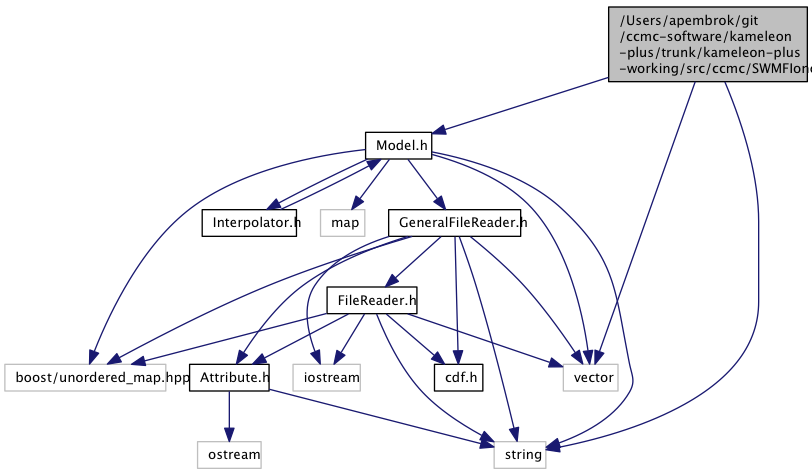 /Users/apembrok/git
/ccmc-software/kameleon
-plus/trunk/kameleon-plus
-working/src/ccmc/SWMFIono
Model.h
Interpolator.h
map
GeneralFileReader.h
FileReader.h
boost/unordered_map.hpp
Attribute.h
iostream
cdf.h
vector
ostream
string